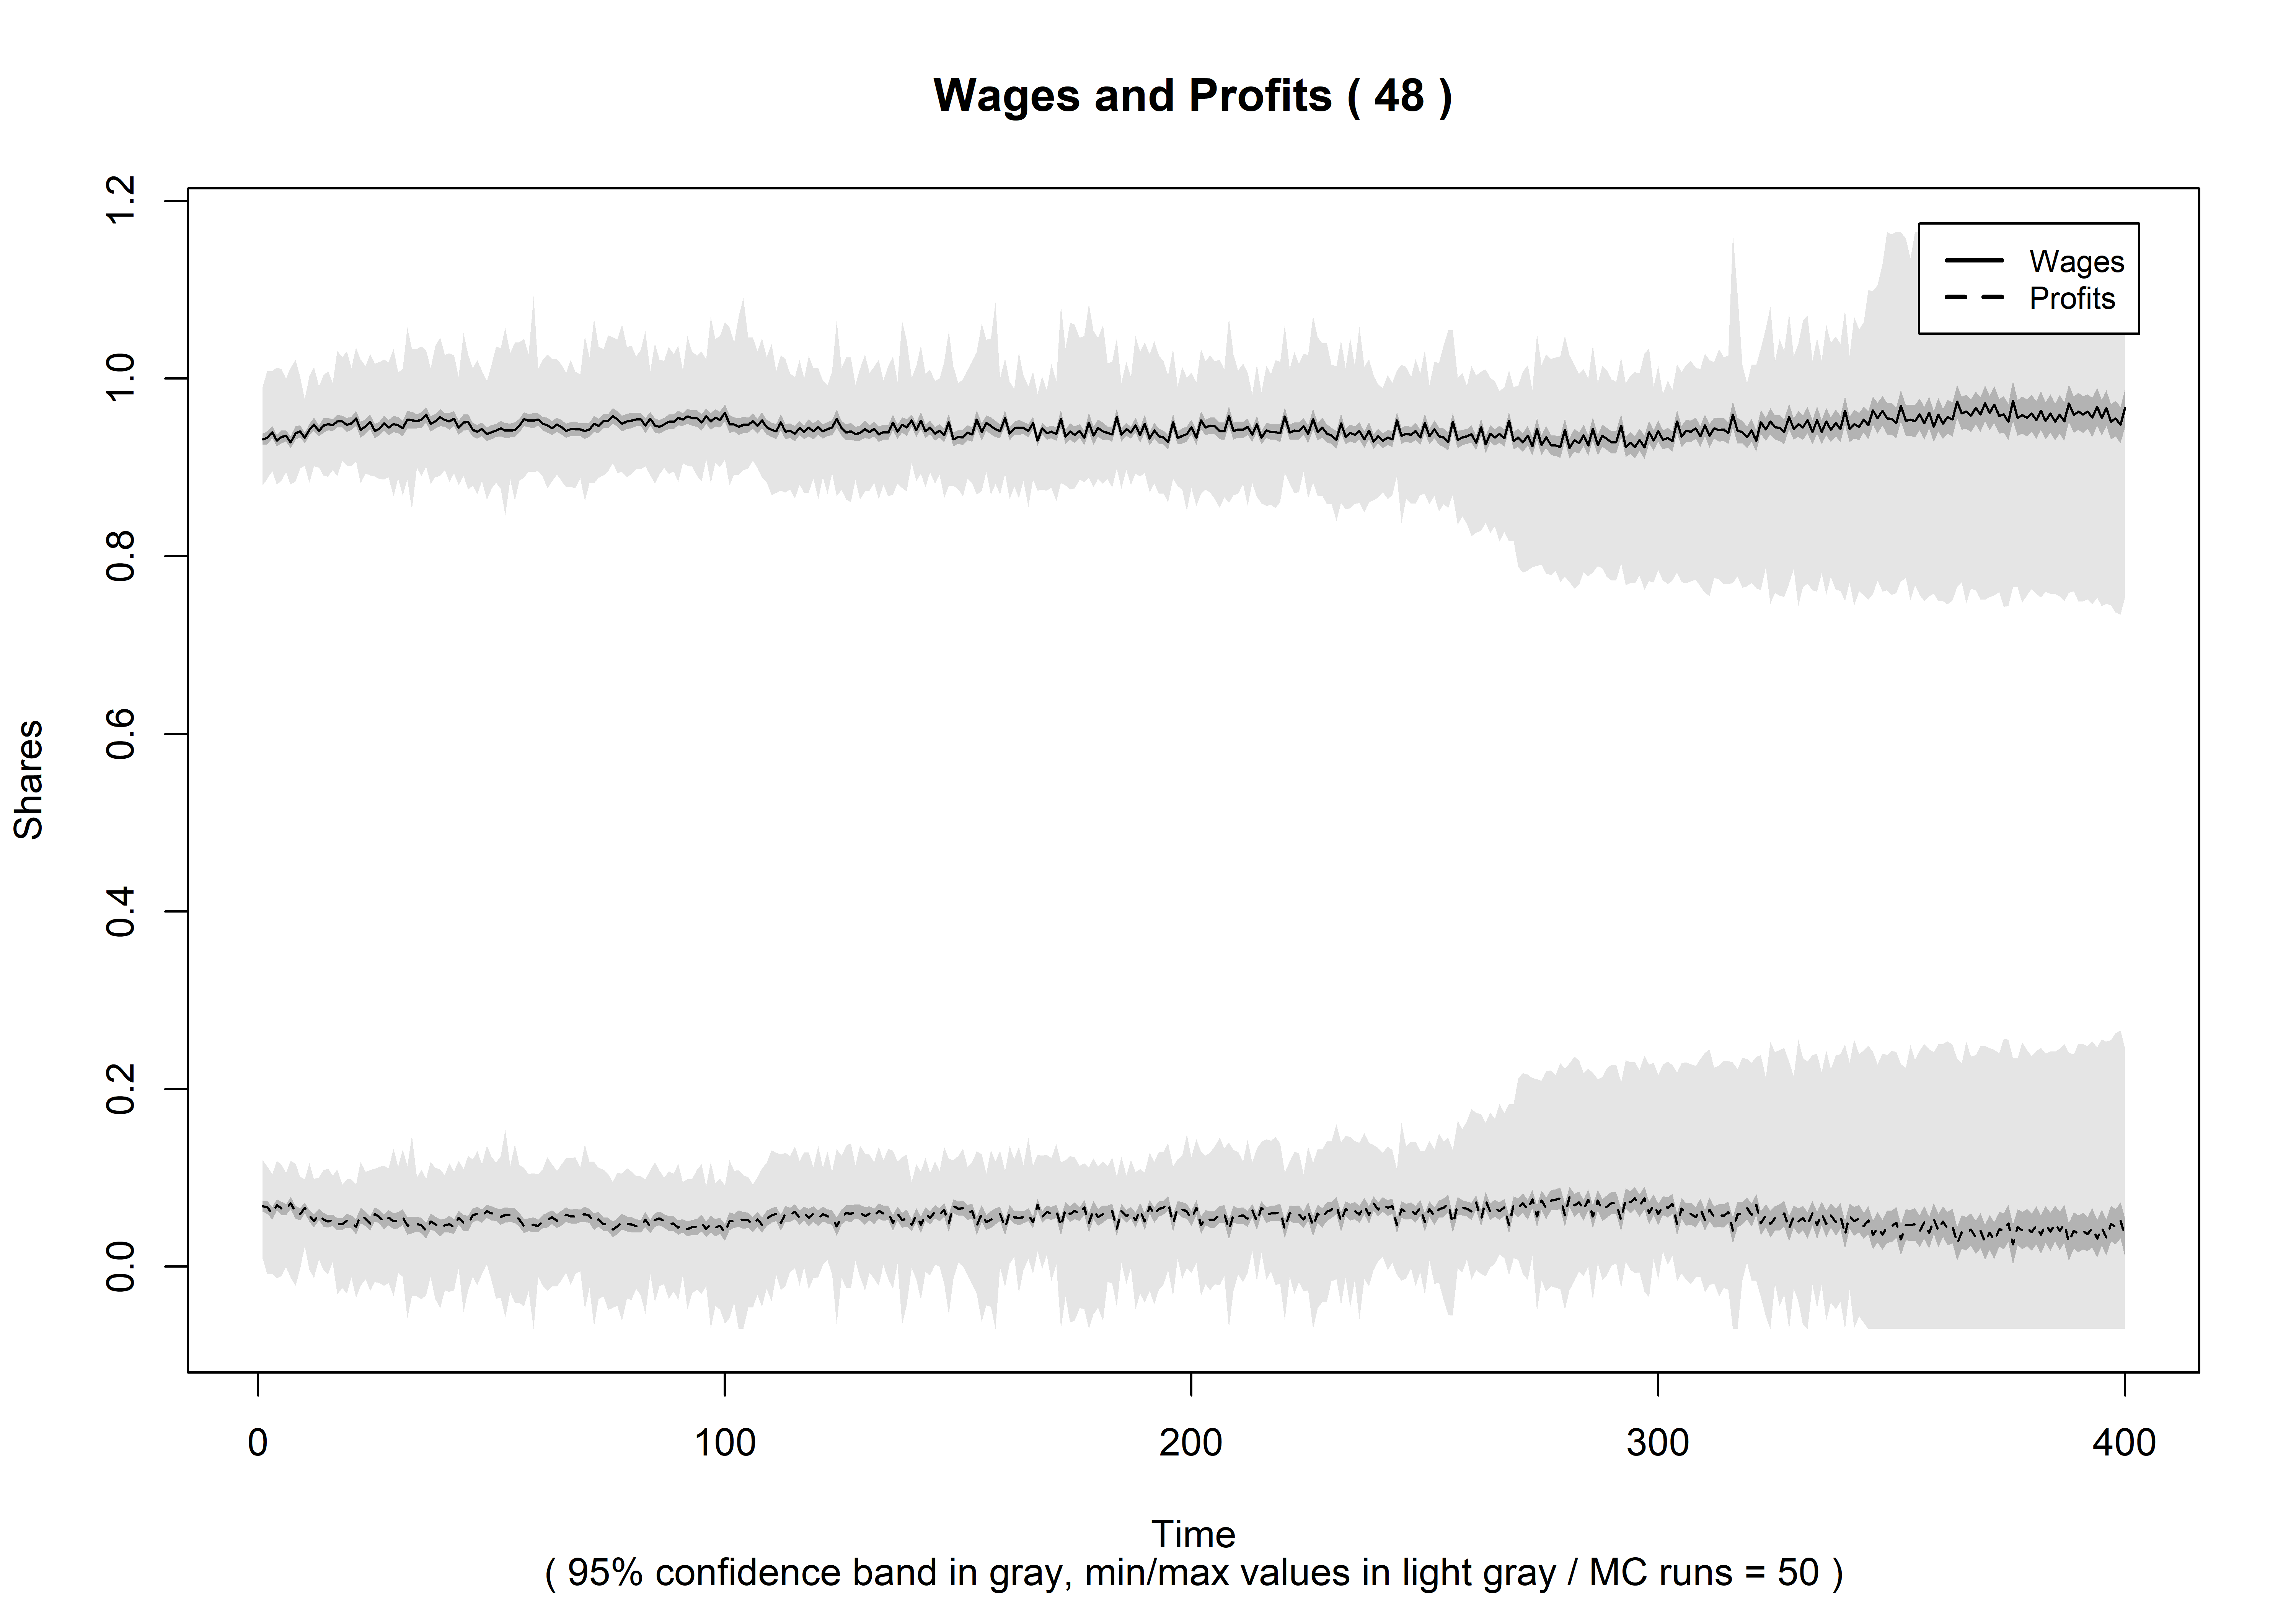 Wages and Profits ( 48 )
1.2
1.0
0.8
0.6
0.4
0.2
0.0
Shares
Wages
Profits
0 100 200 300 400
Time
( 95% confidence band in gray, min/max values in light gray / MC runs = 50 )